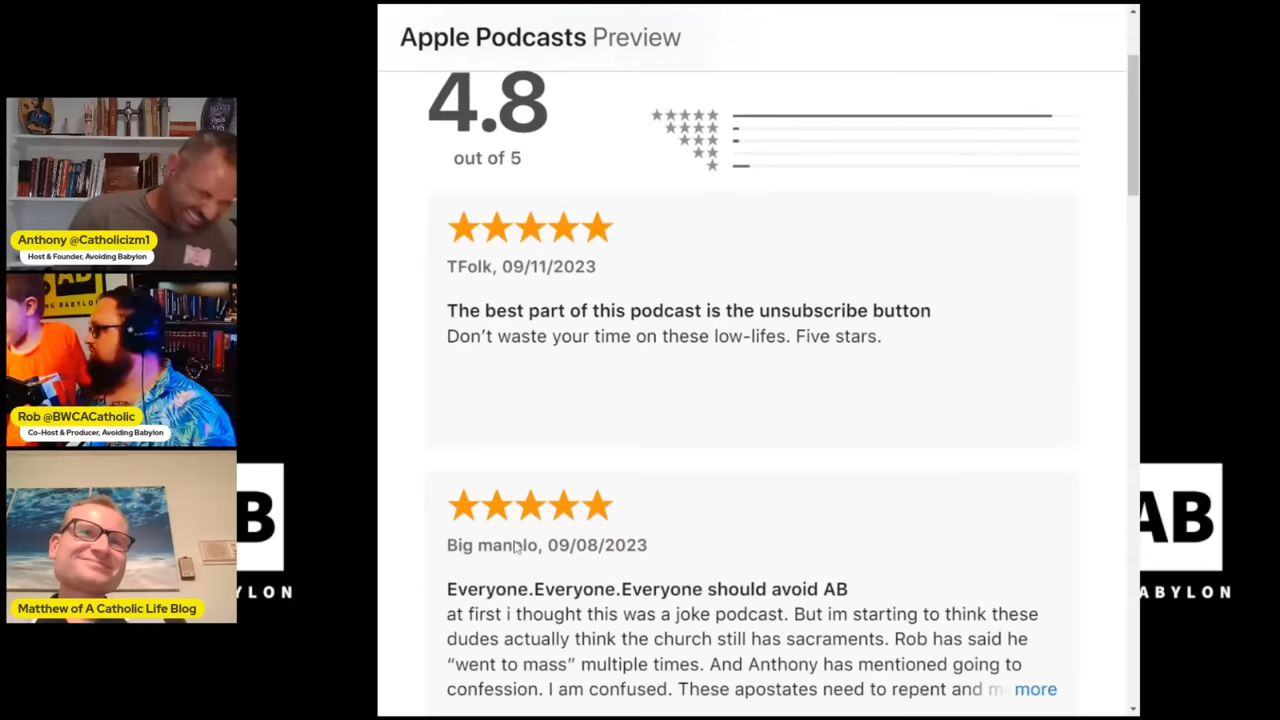 Apple Podcasts Preview
4.8
out of 5
Anthony @Catholicizm1
Host & Founder, Avoiding Babylon
TFolk, 09/11/2023
The best part of this podcast is the unsubscribe button
Don’t waste your time on these low-lifes. Five stars.
AB
NG BABYLON
Rob @BWCACatholic
Co-Host & Producer, Avoiding Babylon
Big manolo, 09/08/2023
Everyone.Everyone.Everyone should avoid AB
at first i thought this was a joke podcast. But im starting to think these
dudes actually think the church still has sacraments. Rob has said he
“went to mass” multiple times. And Anthony has mentioned going to
confession. I am confused. These apostates need to repent and m more
B
LON
AB
ABYLON
Matthew of A Catholic Life Blog